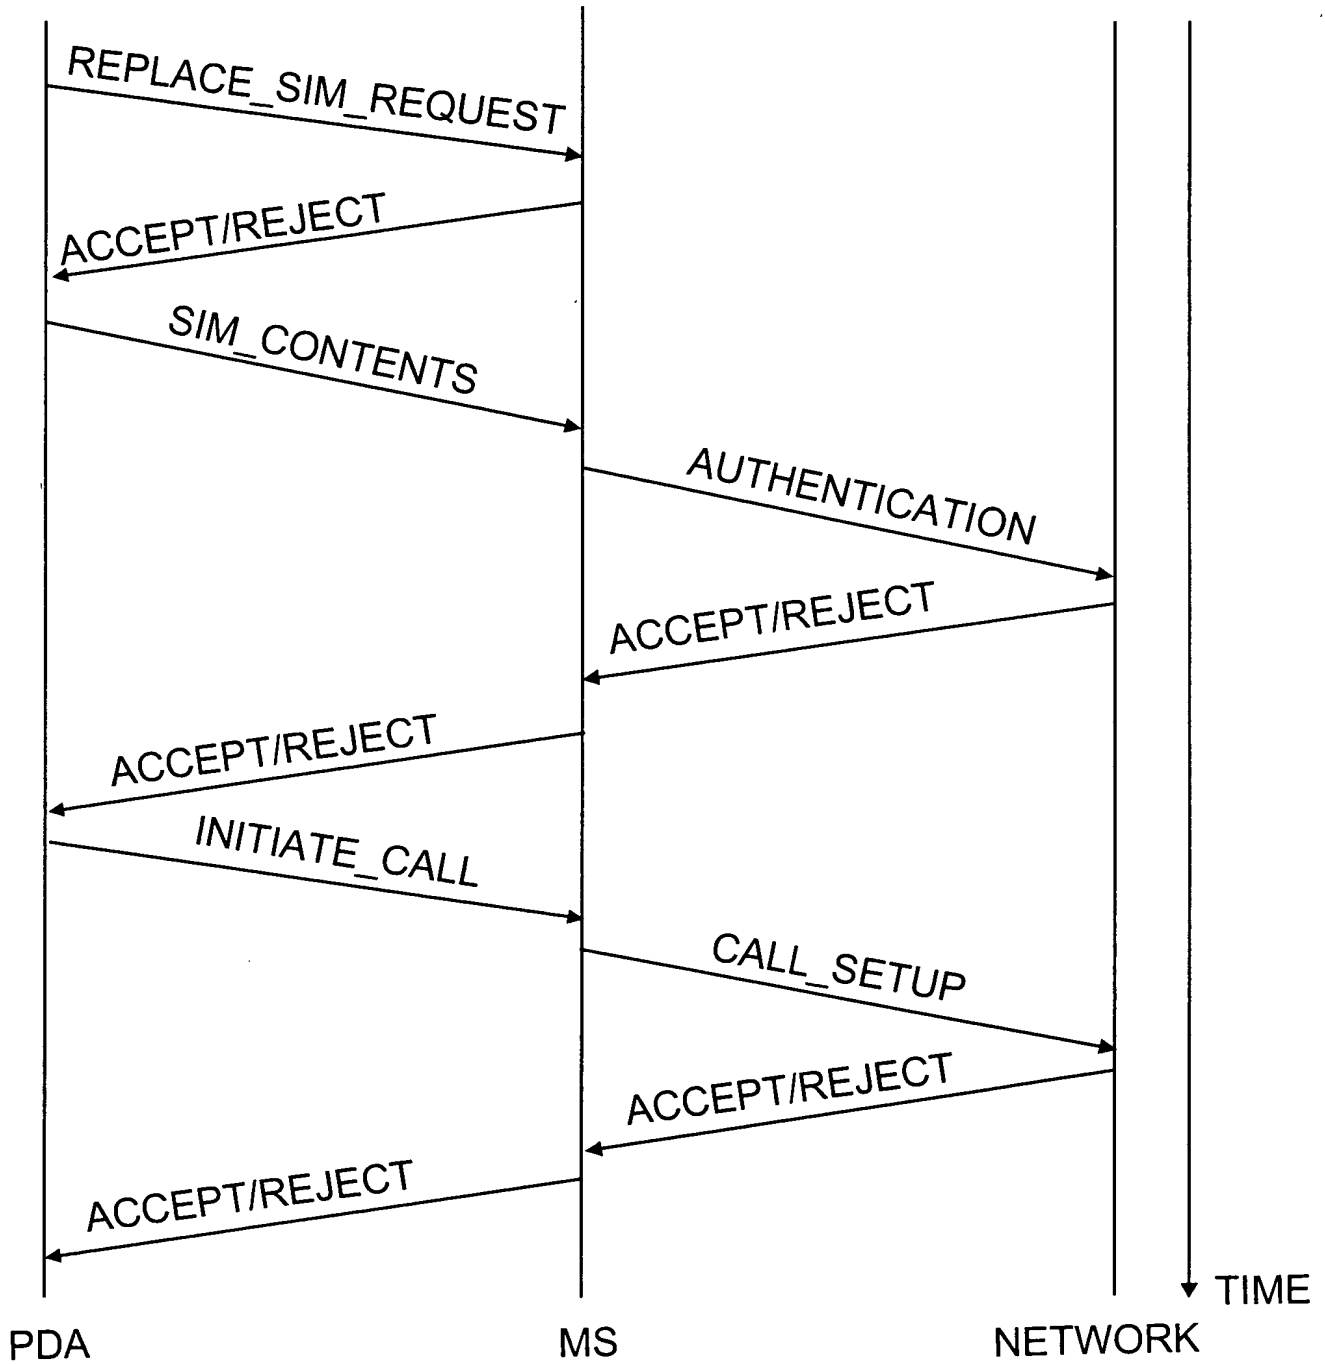 REPLACE_SIM_REQUEST
ACCEPT/REJECT
SIM_CONTENTS
AUTHENTICATION
ACCEPT/REJECT
ACCEPT/REJECT
INITIATE_CALL
CALL_SETUP
ACCEPT/REJECT
ACCEPT/REJECT
TIME
PDA
MS
NETWORK